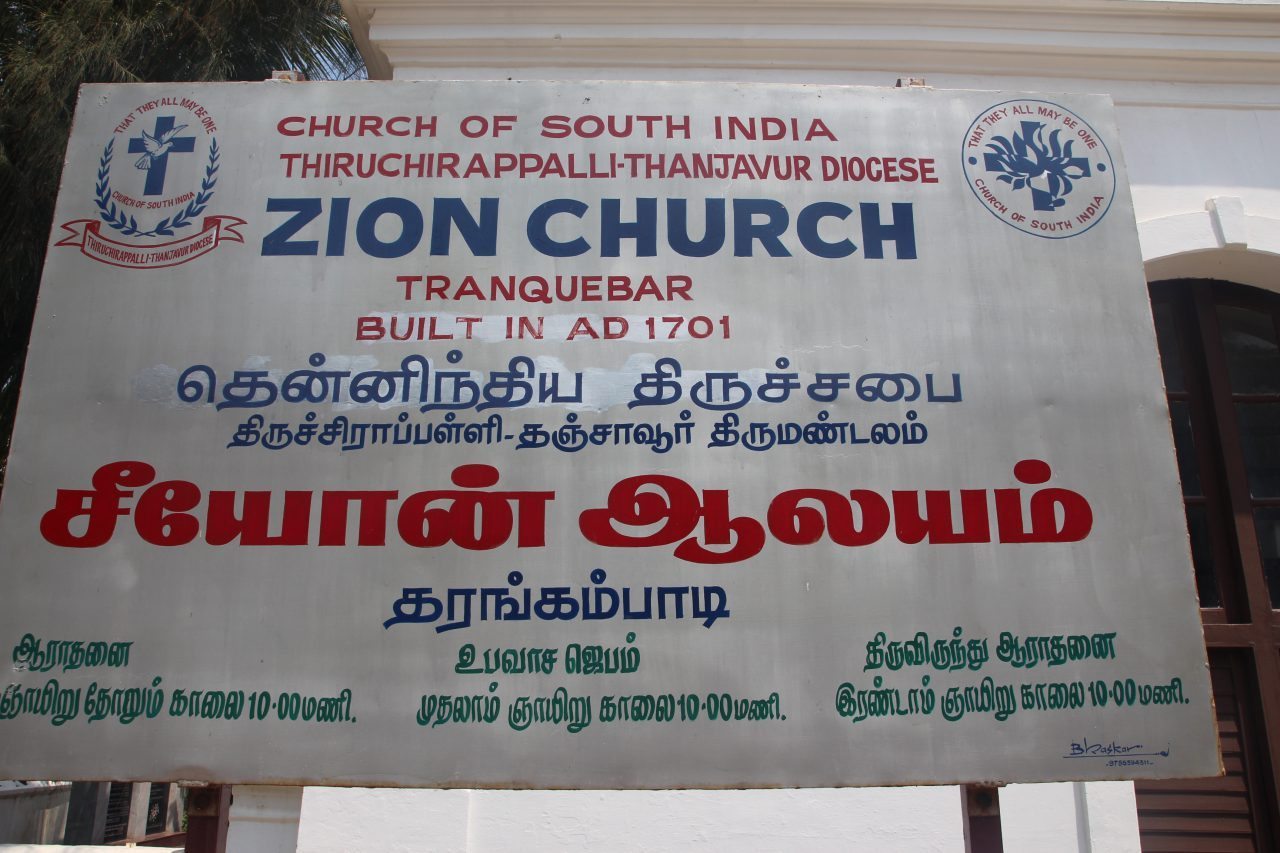 THAT THEY ALL MAY BE ONE
CHURCH OF SOUTH INDIA
THIRUCHIRAPPALLI-THANJAVUR DIOCESE
CHURCH OF SOUTH INDIA
THIRUCHIRAPPALLI-THANJAVUR DIOCESE
ZION CHURCH
TRANQUEBAR
BUILT IN AD 1701
THAT THEY ALL MAY BE ONE
CHURCH OF SOUTH INDIA
தென்னிந்திய திருச்சபை
திருச்சிராப்பள்ளி-தஞ்சாவூர் திருமண்டலம்
சீயோன் ஆலயம்
தரங்கம்பாடி
ஆராதனை
ஞாயிறு தோறும் காலை 10.00 மணி.
உபவாச ஜெபம்
முதலாம் ஞாயிறு காலை 10.00 மணி.
திருவிருந்து ஆராதனை
இரண்டாம் ஞாயிறு காலை 10.00 மணி.
Bhaskar